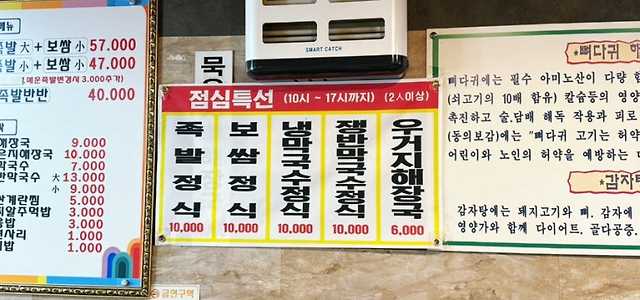 메뉴
족발 大 + 보쌈 小 57.000
족발 小 + 보쌈 小 47.000
매운족발변경시 3.000추가
족발반반 40.000
9.000
10.000
7.000
大 13.000
小 9.000
5.000
3.000
3.000
1.000
1.000
SMART CATCH
점심특선 (10시 ~ 17시까지) (2人이상)
족발정식 10,000
보쌈정식 10,000
냉막국수정식 10,000
쟁반막국수정식 10,000
우거지해장국 6,000
금연구역
*뼈다귀 해
뼈다귀에는 필수 아미노산이 다량 함
(쇠고기의 10배 함유) 칼슘등의 영양
촉진하고 술.담배 해독 작용과 피로
(동의보감)에는 "뼈다귀 고기는 허약
어린이와 노인의 허약을 예방하는
*감자탕
감자탕에는 돼지고기와 뼈. 감자에
영양가와 함께 다이어트. 골다공증.